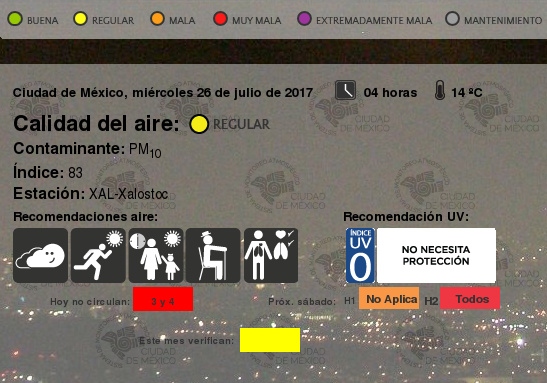 BUENA REGULAR MALA MUY MALA EXTREMADAMENTE MALA MANTENIMIENTO
Ciudad de México, miércoles 26 de julio de 2017 04 horas 14 ºC
Calidad del aire: REGULAR
Contaminante: PM10
Índice: 83
Estación: XAL-Xalostoc
Recomendaciones aire: Recomendación UV:
ÍNDICE
UV
0
NO NECESITA
PROTECCIÓN
Hoy no circulan: 3 y 4 Próx. sábado: H1 No Aplica H2 Todos
Este mes verifican:
CIUDAD
DE MÉXICO